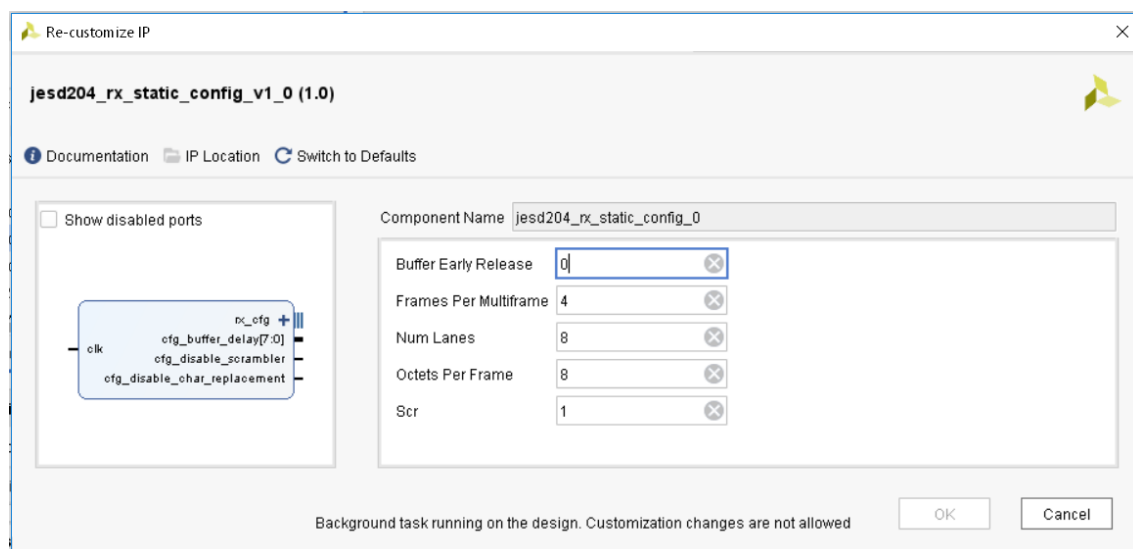 Re-customize IP
jesd204_rx_static_config_v1_0 (1.0)
Documentation IP Location Switch to Defaults
Show disabled ports
clk
rx_cfg
cfg_buffer_delay[7:0]
cfg_disable_scrambler
cfg_disable_char_replacement
Component Name jesd204_rx_static_config_0
Buffer Early Release 0
Frames Per Multiframe 4
Num Lanes 8
Octets Per Frame 8
Scr 1
Background task running on the design. Customization changes are not allowed
OK Cancel